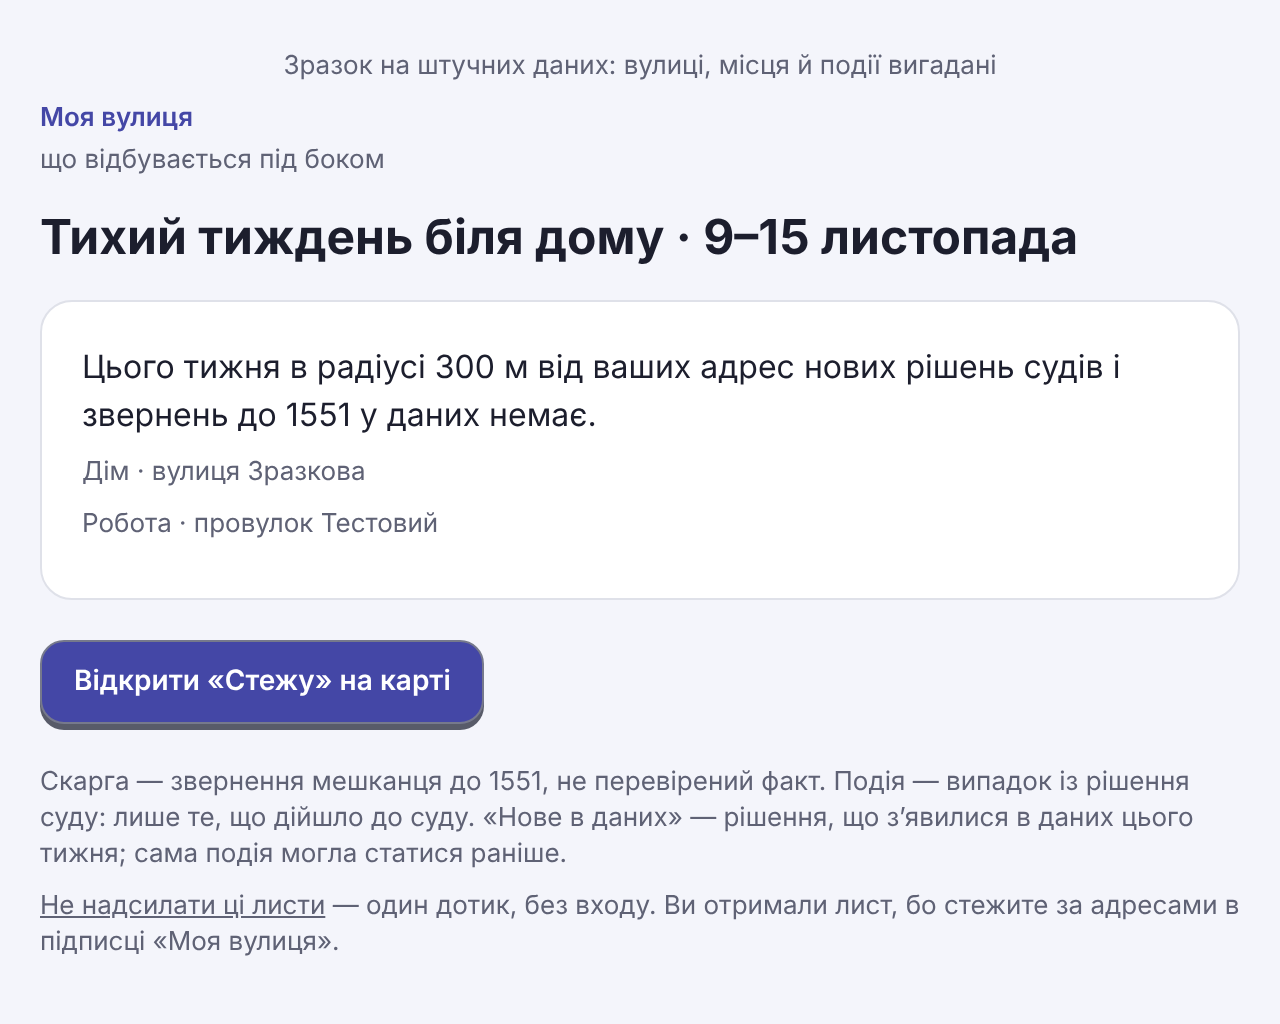 Зразок на штучних даних: вулиці, місця й події вигадані
Моя вулиця
що відбувається під боком
Тихий тиждень біля дому · 9–15 листопада
Цього тижня в радіусі 300 м від ваших адрес нових рішень судів і
звернень до 1551 у даних немає.
Дім · вулиця Зразкова
Робота · провулок Тестовий
Відкрити «Стежу» на карті
Скарга — звернення мешканця до 1551, не перевірений факт. Подія — випадок із рішення
суду: лише те, що дійшло до суду. «Нове в даних» — рішення, що з’явилися в даних цього
тижня; сама подія могла статися раніше.
Не надсилати ці листи — один дотик, без входу. Ви отримали лист, бо стежите за адресами в
підписці «Моя вулиця».